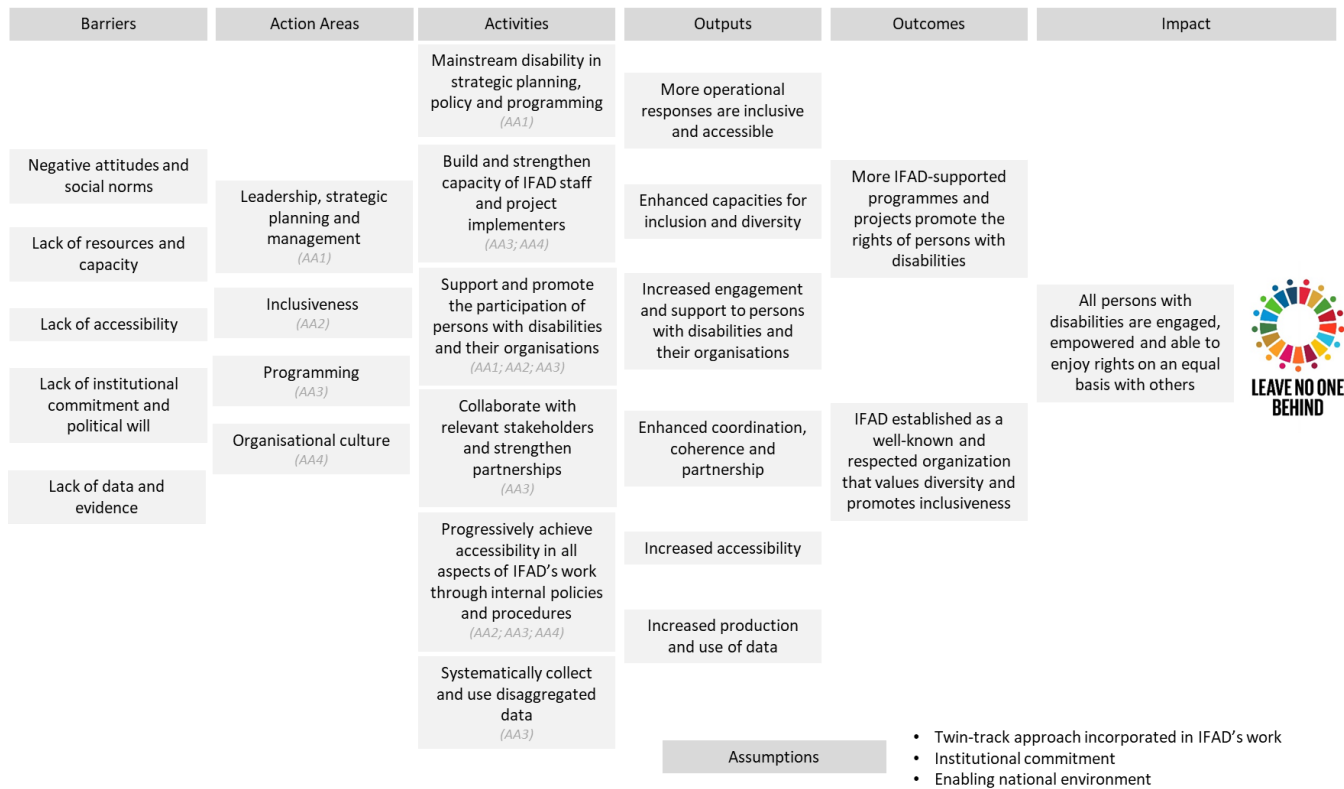 Barriers
Action Areas
Activities
Outputs
Outcomes
Impact
Negative attitudes and
social norms
Lack of resources and
capacity
Lack of accessibility
Lack of institutional
commitment and
political will
Lack of data and
evidence
Leadership, strategic
planning and
management
(AA1)
Inclusiveness
(AA2)
Programming
(AA3)
Organisational culture
(AA4)
Mainstream disability in
strategic planning,
policy and programming
(AA1)
Build and strengthen
capacity of IFAD staff
and project
implementers
(AA3; AA4)
Support and promote
the participation of
persons with disabilities
and their organisations
(AA1; AA2; AA3)
Collaborate with
relevant stakeholders
and strengthen
partnerships
(AA3)
Progressively achieve
accessibility in all
aspects of IFAD's work
through internal policies
and procedures
(AA2; AA3; AA4)
Systematically collect
and use disaggregated
data
(AA3)
More operational
responses are inclusive
and accessible
Enhanced capacities for
inclusion and diversity
Increased engagement
and support to persons
with disabilities and
their organisations
Enhanced coordination,
coherence and
partnership
Increased accessibility
Increased production
and use of data
More IFAD-supported
programmes and
projects promote the
rights of persons with
disabilities
IFAD established as a
well-known and
respected organization
that values diversity and
promotes inclusiveness
All persons with
disabilities are engaged,
empowered and able to
enjoy rights on an equal
basis with others
LEAVE NO ONE
BEHIND
Assumptions
• Twin-track approach incorporated in IFAD's work
• Institutional commitment
• Enabling national environment